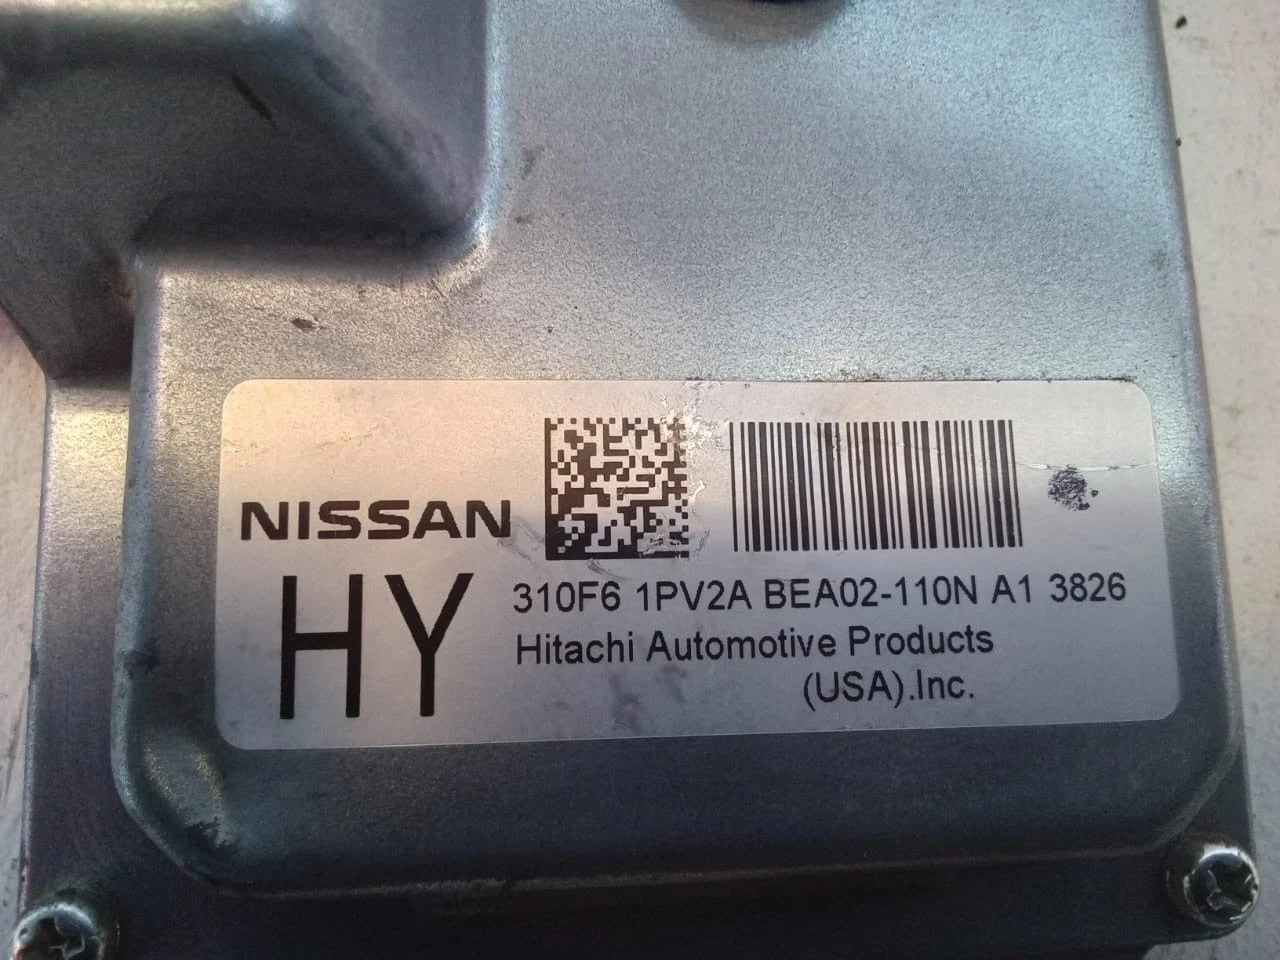 NISSAN
HY
310F6 1PV2A BEA02-110N A1 3826
Hitachi Automotive Products
(USA).Inc.